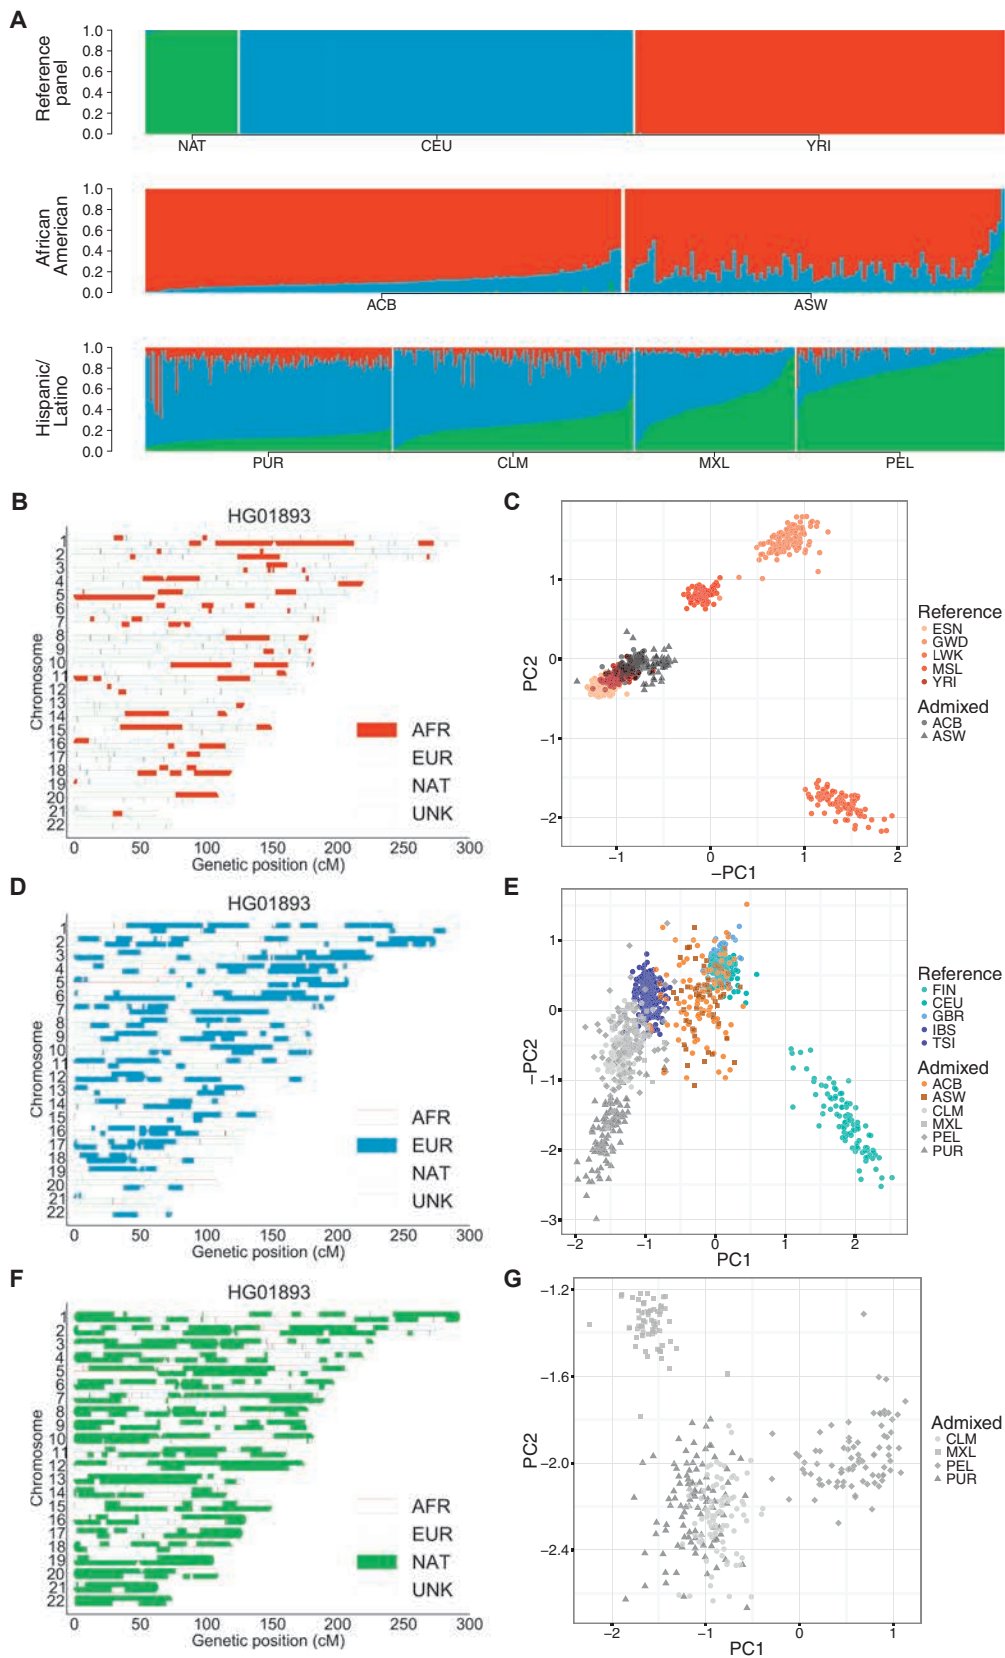 A
Reference
panel
1.0
0.8
0.6
0.4
0.2
0.0
NAT
CEU
YRI
African
American
1.0
0.8
0.6
0.4
0.2
0.0
ACB
ASW
Hispanic/
Latino
1.0
0.8
0.6
0.4
0.2
0.0
PUR
CLM
MXL
PEL
B
HG01893
Chromosome
1
2
3
4
5
6
7
8
9
10
11
12
13
14
15
16
17
18
19
20
21
22
AFR
EUR
NAT
UNK
0 50 100 150 200 250 300
Genetic position (cM)
C
PC2
1
0
−1
−2
−1 0 1 2
−PC1
Reference
ESN
GWD
LWK
MSL
YRI
Admixed
ACB
ASW
D
HG01893
Chromosome
1
2
3
4
5
6
7
8
9
10
11
12
13
14
15
16
17
18
19
20
21
22
AFR
EUR
NAT
UNK
0 50 100 150 200 250 300
Genetic position (cM)
E
−PC2
1
0
−1
−2
−3
−2 −1 0 1 2
PC1
Reference
FIN
CEU
GBR
IBS
TSI
Admixed
ACB
ASW
CLM
MXL
PEL
PUR
F
HG01893
Chromosome
1
2
3
4
5
6
7
8
9
10
11
12
13
14
15
16
17
18
19
20
21
22
AFR
EUR
NAT
UNK
0 50 100 150 200 250 300
Genetic position (cM)
G
PC2
−1.2
−1.6
−2.0
−2.4
−2 −1 0 1
PC1
Admixed
CLM
MXL
PEL
PUR